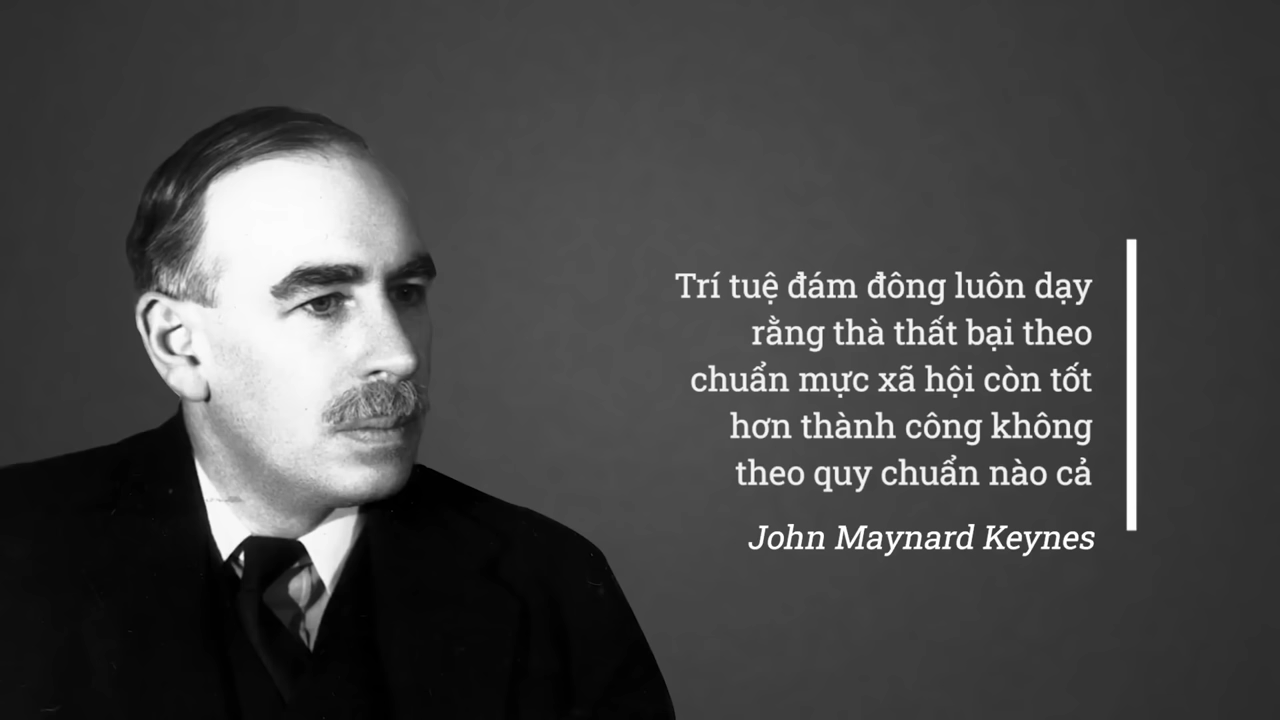 Trí tuệ đám đông luôn dạy
rằng thà thất bại theo
chuẩn mực xã hội còn tốt
hơn thành công không
theo quy chuẩn nào cả
John Maynard Keynes